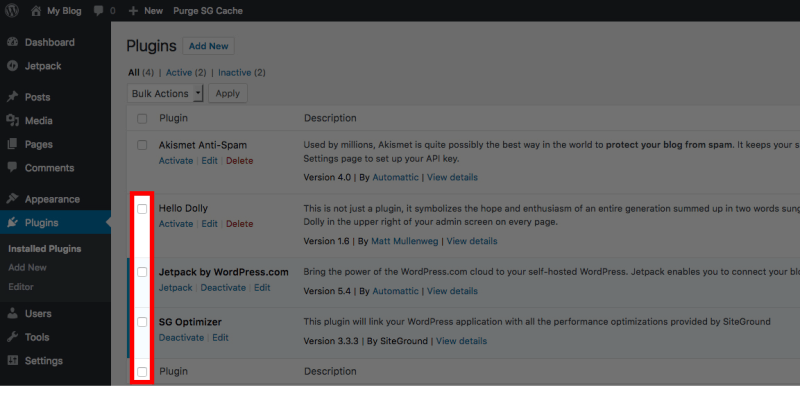 My Blog 0 + New Purge SG Cache
Dashboard
Jetpack
Posts
Media
Pages
Comments
Appearance
Plugins
Installed Plugins
Add New
Editor
Users
Tools
Settings
Plugins Add New
All (4) | Active (2) | Inactive (2)
Bulk Actions Apply
Plugin Description
Akismet Anti-Spam
Activate | Edit | Delete
Used by millions, Akismet is quite possibly the best way in the world to protect your blog from spam. It keeps your s
Settings page to set up your API key.
Version 4.0 | By Automattic | View details
Hello Dolly
Activate | Edit | Delete
This is not just a plugin, it symbolizes the hope and enthusiasm of an entire generation summed up in two words sung
Dolly in the upper right of your admin screen on every page.
Version 1.6 | By Matt Mullenweg | View details
Jetpack by WordPress.com
Jetpack | Deactivate | Edit
Bring the power of the WordPress.com cloud to your self-hosted WordPress. Jetpack enables you to connect your blo
Version 5.4 | By Automattic | View details
SG Optimizer
Deactivate | Edit
This plugin will link your WordPress application with all the performance optimizations provided by SiteGround
Version 3.3.3 | By SiteGround | View details
Plugin Description